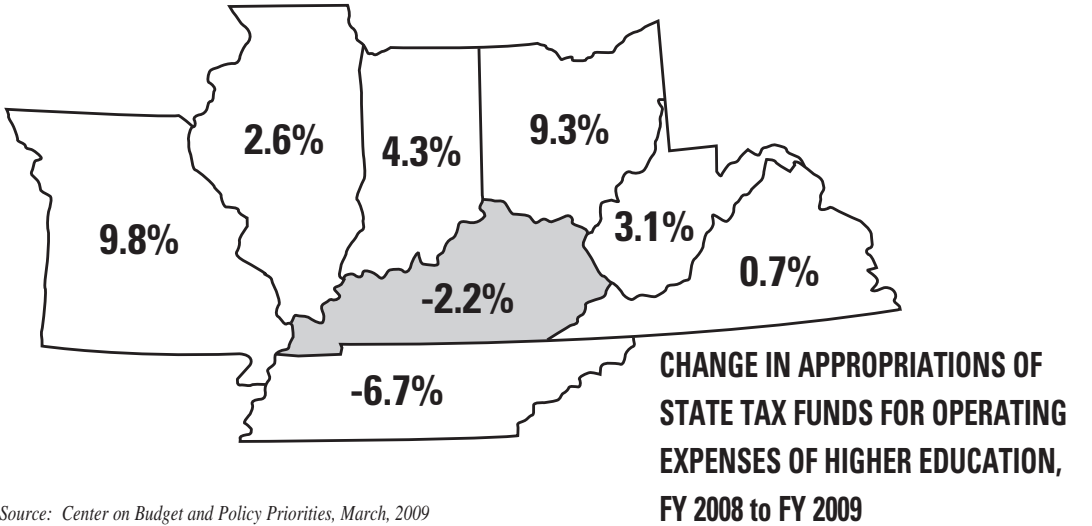 2.6%
4.3%
9.3%
9.8%
3.1%
0.7%
-2.2%
-6.7%
CHANGE IN APPROPRIATIONS OF
STATE TAX FUNDS FOR OPERATING
EXPENSES OF HIGHER EDUCATION,
FY 2008 to FY 2009
Source: Center on Budget and Policy Priorities, March, 2009